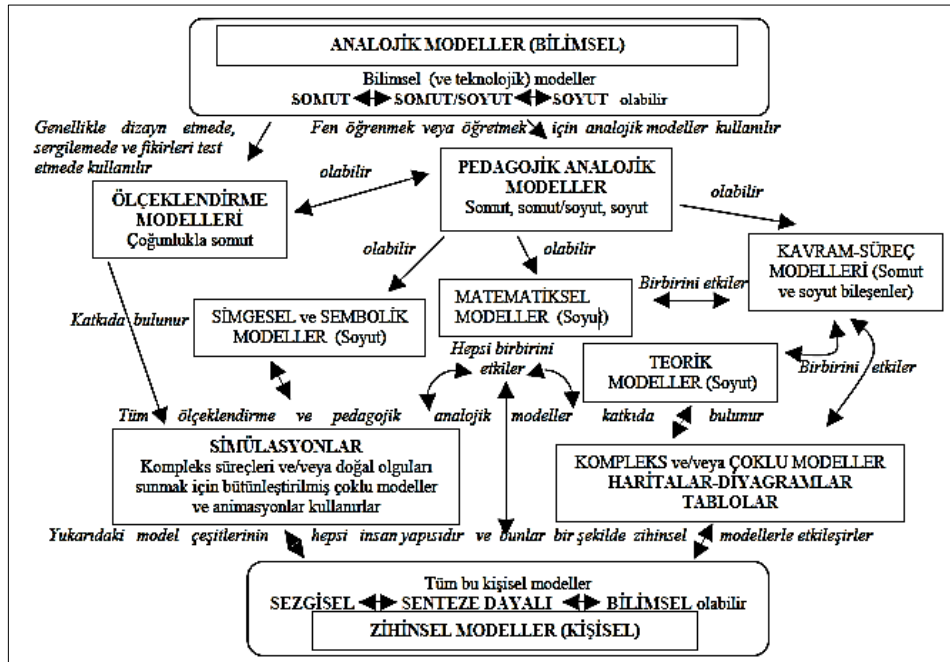 ANALOJİK MODELLER (BİLİMSEL)
Bilimsel (ve teknolojik) modeller
SOMUT SOMUT/SOYUT SOYUT olabilir
Genellikle dizayn etmede,
sergilemede ve fikirleri test
etmede kullanılır
Fen öğrenmek veya öğretmek için analojik modeller kullanılır
ÖLÇEKLENDİRME
MODELLERİ
Çoğunlukla somut
olabilir
PEDAGOJİK ANALOJİK
MODELLER
Somut, somut/soyut, soyut
olabilir
olabilir
olabilir
KAVRAM-SÜREÇ
MODELLERİ (Somut
ve soyut bileşenler)
Birbirini etkiler
Katkıda bulunur
SİMGESEL ve SEMBOLİK
MODELLER (Soyut)
MATEMATİKSEL
MODELLER (Soyut)
Hepsi birbirini
etkiler
TEORİK
MODELLER (Soyut)
Birbirini etkiler
Tüm ölçeklendirme ve pedagojik analojik modeller katkıda bulunur
SİMÜLASYONLAR
Kompleks süreçleri ve/veya doğal olguları
sunmak için bütünleştirilmiş çoklu modeller
ve animasyonlar kullanırlar
KOMPLEKS ve/veya ÇOKLU MODELLER
HARİTALAR-DİYAGRAMLAR
TABLOLAR
Yukarıdaki model çeşitlerinin hepsi insan yapısıdır ve bunlar bir şekilde zihinsel modellerle etkileşirler
Tüm bu kişisel modeller
SEZGİSEL SENTEZE DAYALI BİLİMSEL olabilir
ZİHİNSEL MODELLER (KİŞİSEL)